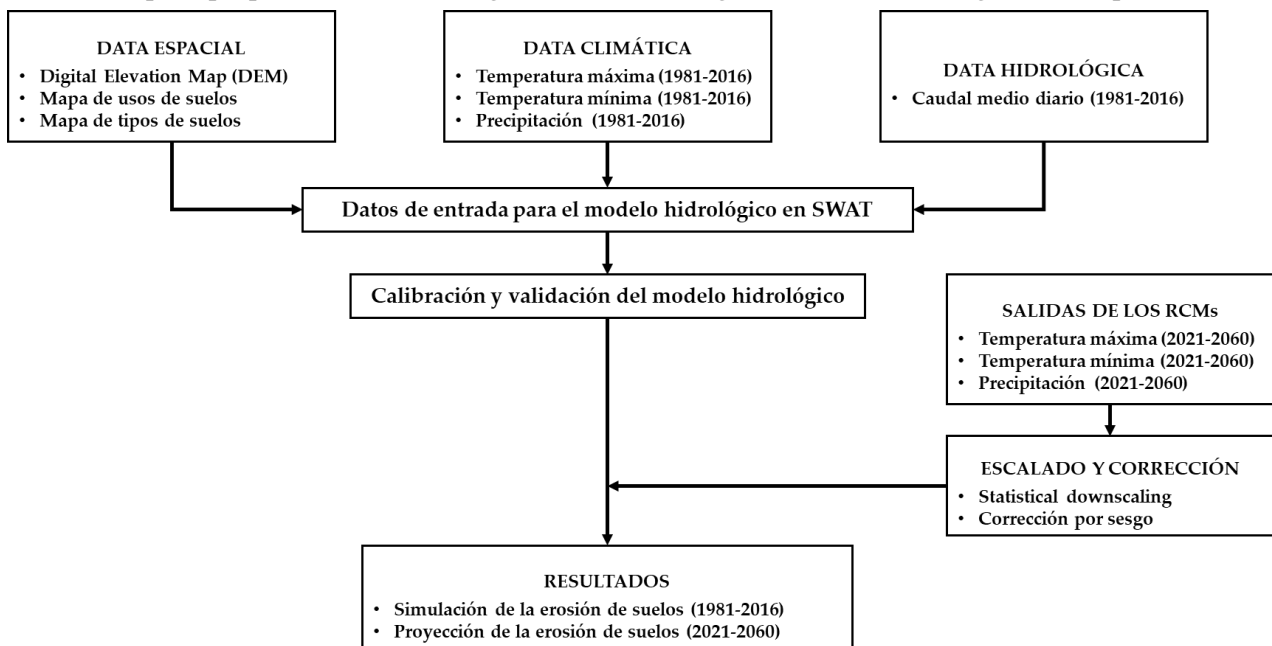 DATA ESPACIAL
• Digital Elevation Map (DEM)
• Mapa de usos de suelos
• Mapa de tipos de suelos
DATA CLIMÁTICA
• Temperatura máxima (1981-2016)
• Temperatura mínima (1981-2016)
• Precipitación (1981-2016)
DATA HIDROLÓGICA
• Caudal medio diario (1981-2016)
Datos de entrada para el modelo hidrológico en SWAT
Calibración y validación del modelo hidrológico
SALIDAS DE LOS RCMs
• Temperatura máxima (2021-2060)
• Temperatura mínima (2021-2060)
• Precipitación (2021-2060)
ESCALADO Y CORRECCIÓN
• Statistical downscaling
• Corrección por sesgo
RESULTADOS
• Simulación de la erosión de suelos (1981-2016)
• Proyección de la erosión de suelos (2021-2060)